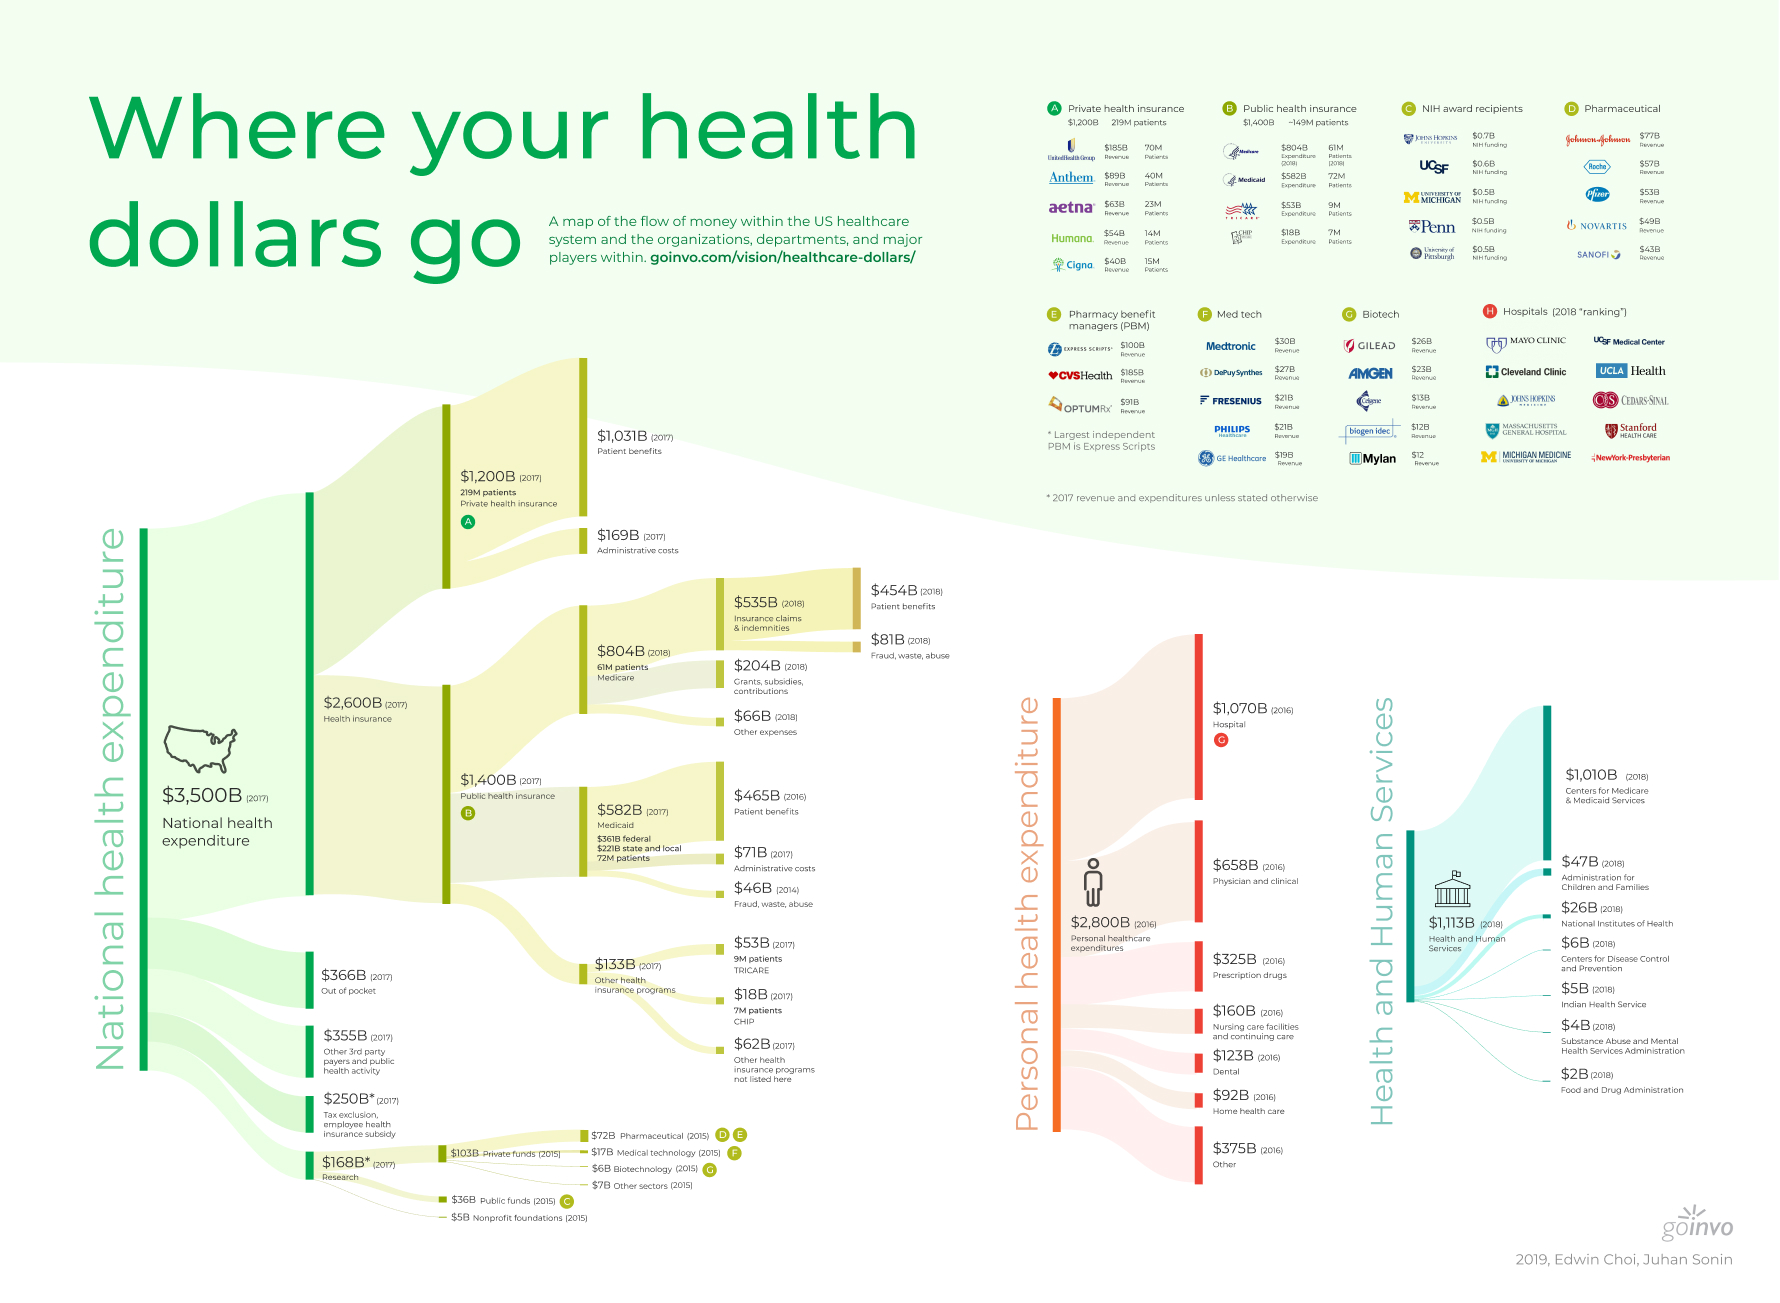 Where your health
dollars go
A map of the flow of money within the US healthcare
system and the organizations, departments, and major
players within. goinvo.com/vision/healthcare-dollars/
A Private health insurance
$1,200B 219M patients
UnitedHealth Group $185B Revenue 70M Patients
Anthem $89B Revenue 40M Patients
aetna $63B Revenue 23M Patients
Humana $54B Revenue 14M Patients
Cigna $40B Revenue 15M Patients
B Public health insurance
$1,400B ~149M patients
Medicare $804B Expenditure (2018) 61M Patients (2018)
Medicaid $582B Expenditure 72M Patients
TRICARE $53B Expenditure 9M Patients
CHIP $18B Expenditure 7M Patients
C NIH award recipients
JOHNS HOPKINS UNIVERSITY $0.7B NIH funding
UCSF $0.6B NIH funding
UNIVERSITY OF MICHIGAN $0.5B NIH funding
Penn $0.5B NIH funding
University of Pittsburgh $0.5B NIH funding
D Pharmaceutical
Johnson & Johnson $77B Revenue
Roche $57B Revenue
Pfizer $53B Revenue
NOVARTIS $49B Revenue
SANOFI $43B Revenue
E Pharmacy benefit
managers (PBM)
EXPRESS SCRIPTS $100B Revenue
CVSHealth $185B Revenue
OPTUMRx $91B Revenue
* Largest independent
PBM is Express Scripts
F Med tech
Medtronic $30B Revenue
DePuy Synthes $27B Revenue
FRESENIUS $21B Revenue
PHILIPS Healthcare $21B Revenue
GE Healthcare $19B Revenue
G Biotech
GILEAD $26B Revenue
AMGEN $23B Revenue
Celgene $13B Revenue
biogen idec $12B Revenue
Mylan $12 Revenue
H Hospitals (2018 "ranking")
MAYO CLINIC UCSF Medical Center
Cleveland Clinic UCLA Health
JOHNS HOPKINS MEDICINE CEDARS-SINAI
MASSACHUSETTS GENERAL HOSPITAL Stanford HEALTH CARE
MICHIGAN MEDICINE UNIVERSITY OF MICHIGAN NewYork-Presbyterian
* 2017 revenue and expenditures unless stated otherwise
National health expenditure
$3,500B (2017)
National health
expenditure
$2,600B (2017)
Health insurance
$366B (2017)
Out of pocket
$355B (2017)
Other 3rd party
payers and public
health activity
$250B* (2017)
Tax exclusion,
employee health
insurance subsidy
$168B* (2017)
Research
$1,200B (2017)
219M patients
Private health insurance
A
$1,031B (2017)
Patient benefits
$169B (2017)
Administrative costs
$1,400B (2017)
Public health insurance
B
$804B (2018)
61M patients
Medicare
$535B (2018)
Insurance claims
& indemnities
$454B (2018)
Patient benefits
$81B (2018)
Fraud, waste, abuse
$204B (2018)
Grants, subsidies,
contributions
$66B (2018)
Other expenses
$582B (2017)
Medicaid
$361B federal
$221B state and local
72M patients
$465B (2016)
Patient benefits
$71B (2017)
Administrative costs
$46B (2014)
Fraud, waste, abuse
$133B (2017)
Other health
insurance programs
$53B (2017)
9M patients
TRICARE
$18B (2017)
7M patients
CHIP
$62B (2017)
Other health
insurance programs
not listed here
$103B Private funds (2015)
$72B Pharmaceutical (2015) D E
$17B Medical technology (2015) F
$6B Biotechnology (2015) G
$7B Other sectors (2015)
$36B Public funds (2015) C
$5B Nonprofit foundations (2015)
Personal health expenditure
$2,800B (2016)
Personal healthcare
expenditures
$1,070B (2016)
Hospital
G
$658B (2016)
Physician and clinical
$325B (2016)
Prescription drugs
$160B (2016)
Nursing care facilities
and continuing care
$123B (2016)
Dental
$92B (2016)
Home health care
$375B (2016)
Other
Health and Human Services
$1,113B (2018)
Health and Human
Services
$1,010B (2018)
Centers for Medicare
& Medicaid Services
$47B (2018)
Administration for
Children and Families
$26B (2018)
National Institutes of Health
$6B (2018)
Centers for Disease Control
and Prevention
$5B (2018)
Indian Health Service
$4B (2018)
Substance Abuse and Mental
Health Services Administration
$2B (2018)
Food and Drug Administration
goinvo
2019, Edwin Choi, Juhan Sonin